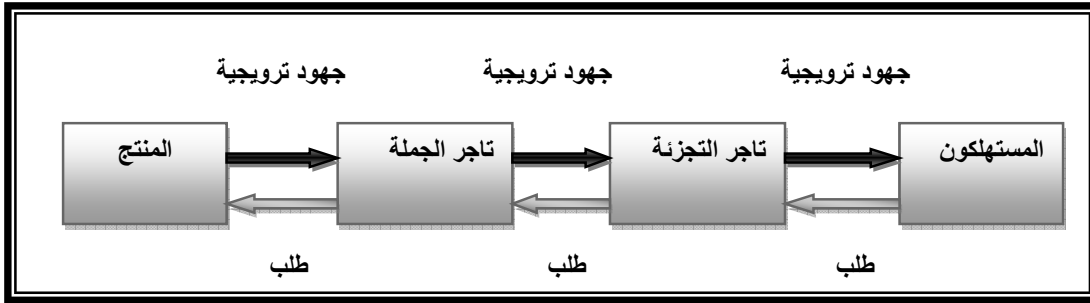 جهود ترويجية
جهود ترويجية
جهود ترويجية
المنتج
تاجر الجملة
تاجر التجزئة
المستهلكون
طلب
طلب
طلب